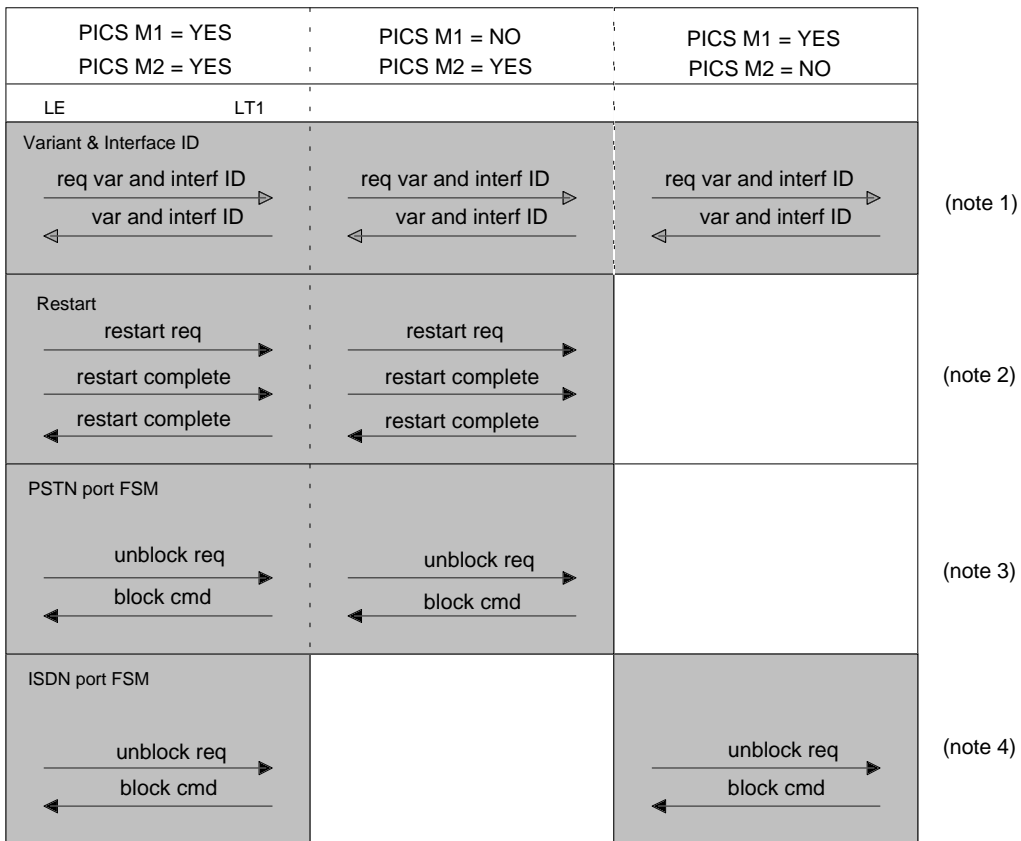 PICS M1 = YES
PICS M2 = YES
PICS M1 = NO
PICS M2 = YES
PICS M1 = YES
PICS M2 = NO
LE LT1
Variant & Interface ID
req var and interf ID
var and interf ID
req var and interf ID
var and interf ID
req var and interf ID
var and interf ID
(note 1)
Restart
restart req
restart complete
restart complete
restart req
restart complete
restart complete
(note 2)
PSTN port FSM
unblock req
block cmd
unblock req
block cmd
(note 3)
ISDN port FSM
unblock req
block cmd
unblock req
block cmd
(note 4)